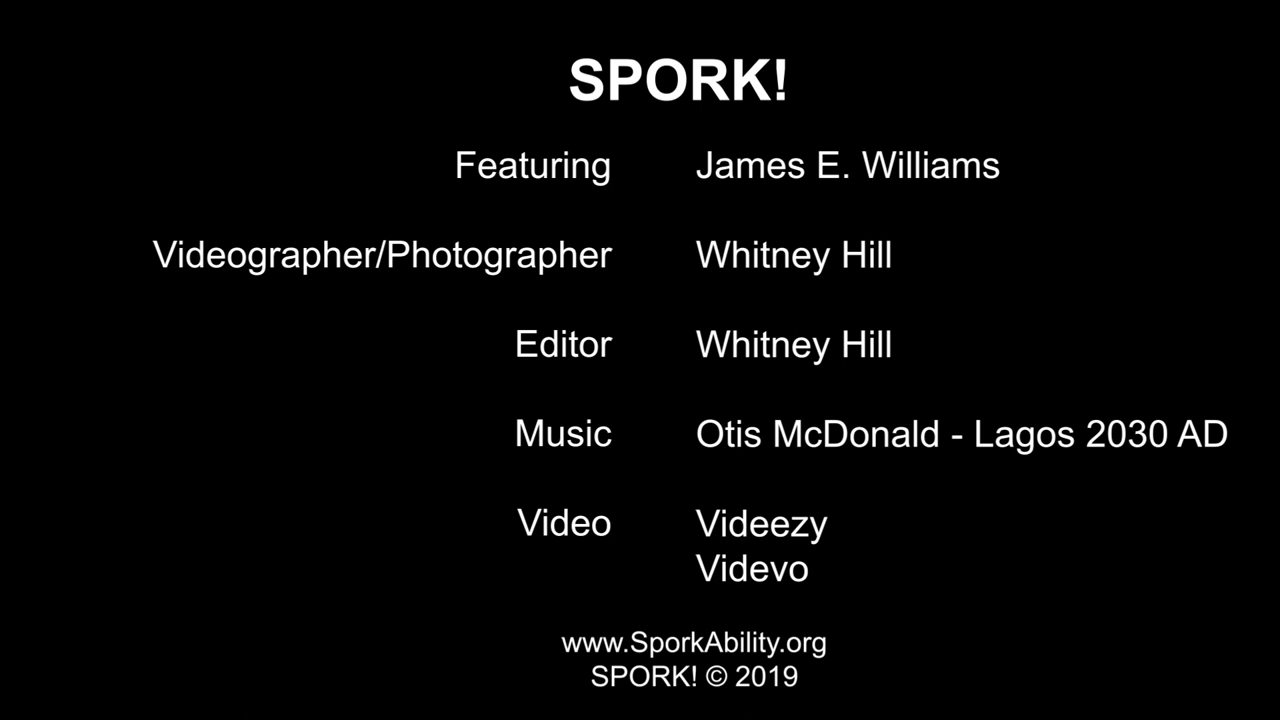 SPORK!
Featuring James E. Williams
Videographer/Photographer Whitney Hill
Editor Whitney Hill
Music Otis McDonald - Lagos 2030 AD
Video Videezy
Videvo
www.SporkAbility.org
SPORK! © 2019